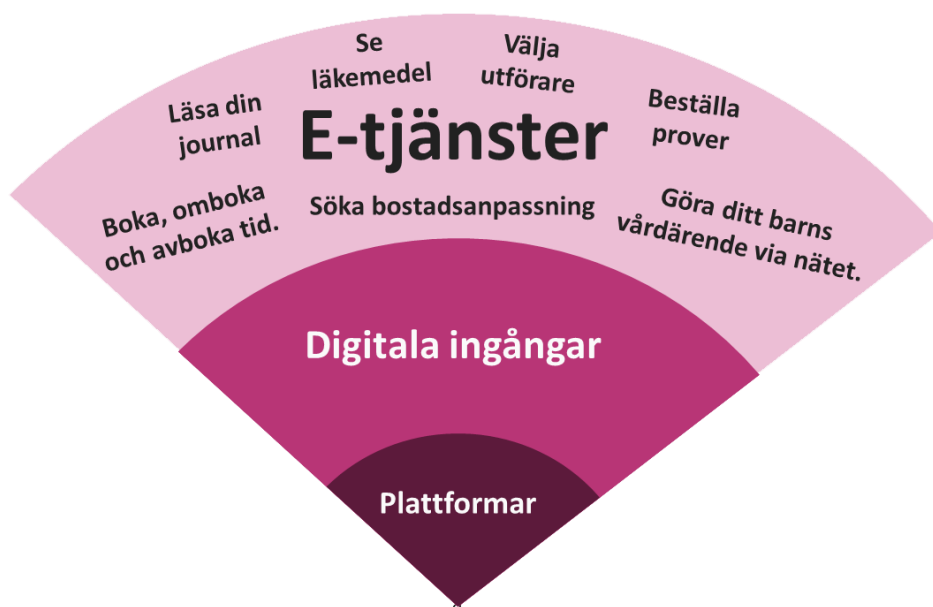 Se
läkemedel
Välja
utförare
Läsa din
journal
Beställa
prover
E-tjänster
Boka, omboka
och avboka tid.
Söka bostadsanpassning
Göra ditt barns
vårdärende via nätet.
Digitala ingångar
Plattformar